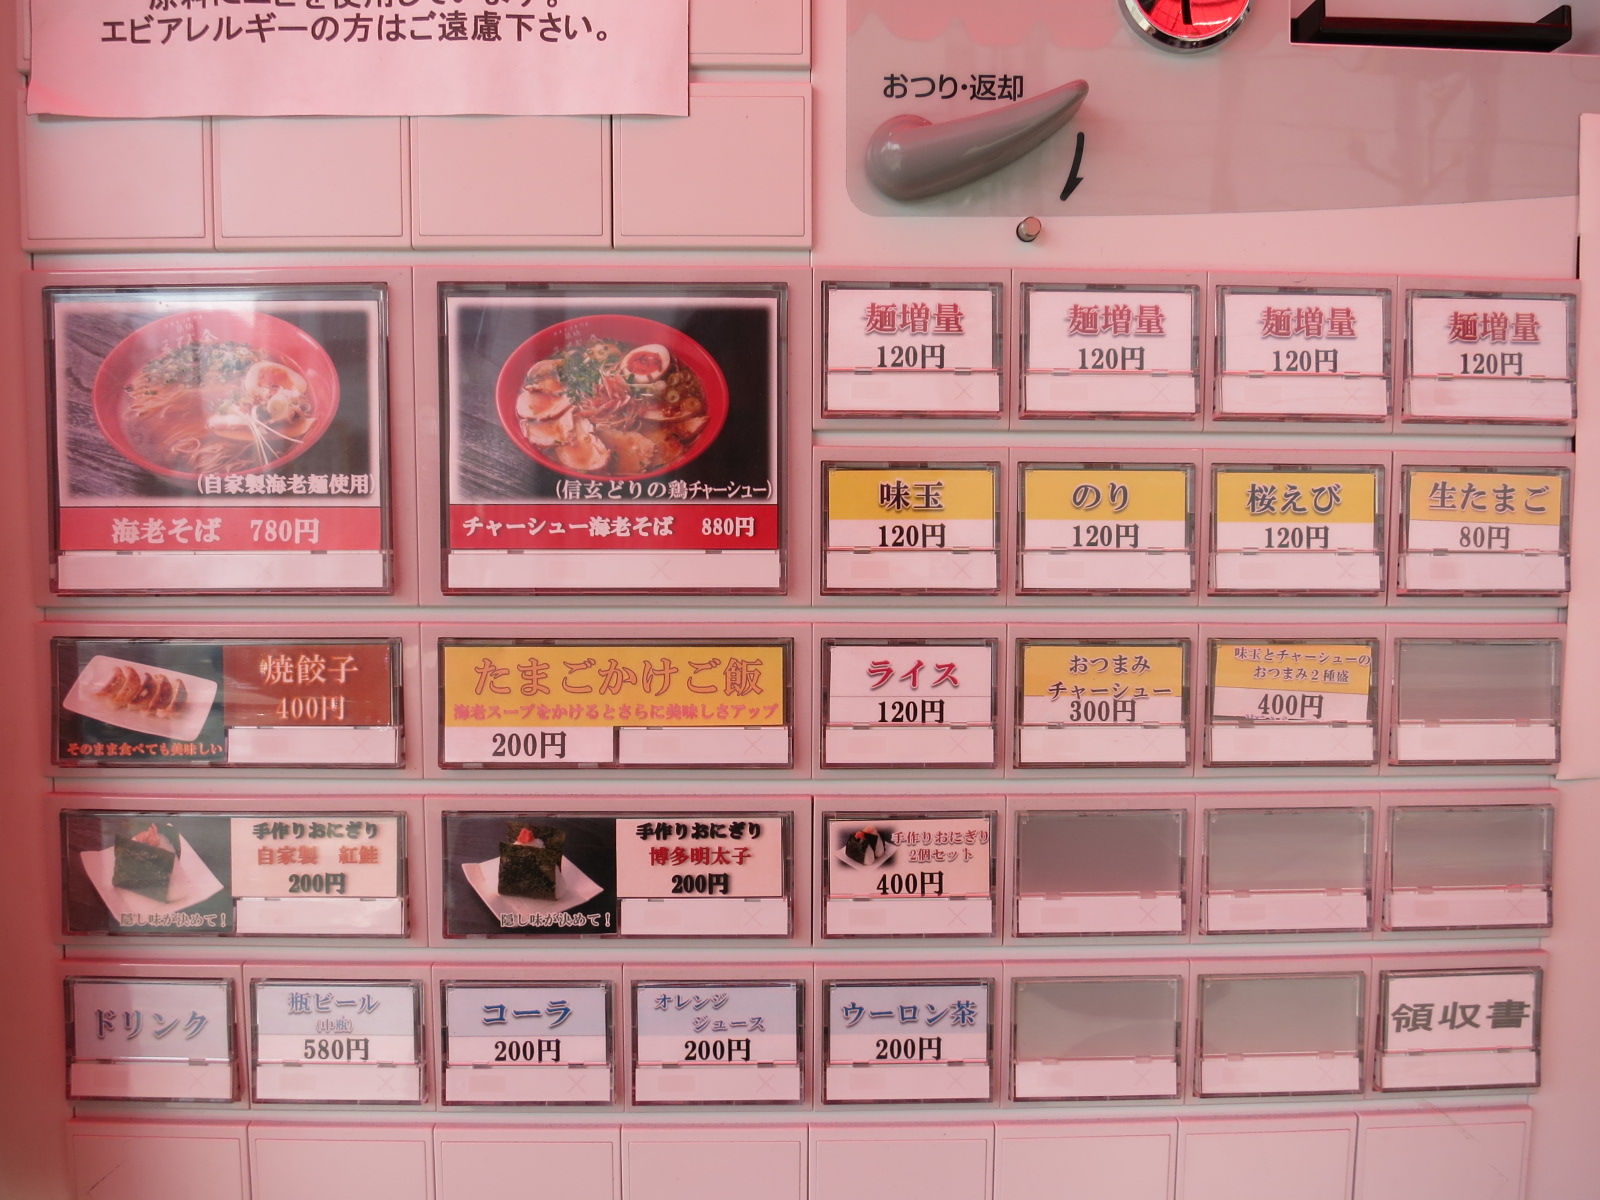 エビアレルギーの方はご遠慮下さい。
おつり・返却
(自家製海老麺使用)
海老そば 780円
(信玄どりの鶏チャーシュー)
チャーシュー海老そば 880円
麺増量
120円
麺増量
120円
麺増量
120円
麺増量
120円
味玉
120円
のり
120円
桜えび
120円
生たまご
80円
焼餃子
400円
そのまま食べても美味しい
たまごかけご飯
海老スープをかけるとさらに美味しさアップ
200円
ライス
120円
おつまみ
チャーシュー
300円
味玉とチャーシューの
おつまみ2種盛
400円
手作りおにぎり
自家製 紅鮭
200円
隠し味が決めて!
手作りおにぎり
博多明太子
200円
隠し味が決めて!
手作りおにぎり
2個セット
400円
ドリンク
瓶ビール
(中瓶)
580円
コーラ
200円
オレンジ
ジュース
200円
ウーロン茶
200円
領収書